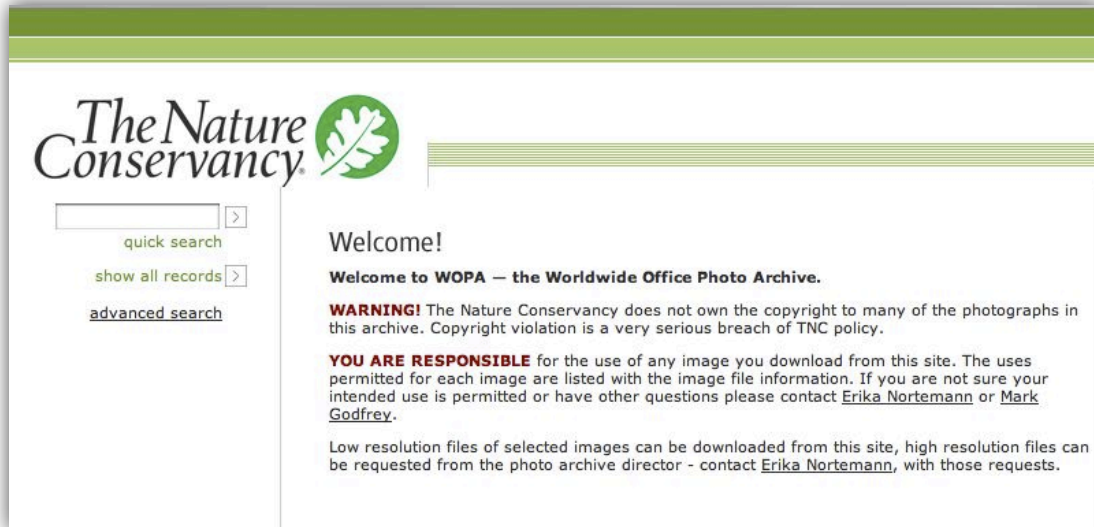 The Nature
Conservancy®
quick search
show all records >
advanced search
Welcome!
Welcome to WOPA — the Worldwide Office Photo Archive.
WARNING! The Nature Conservancy does not own the copyright to many of the photographs in
this archive. Copyright violation is a very serious breach of TNC policy.
YOU ARE RESPONSIBLE for the use of any image you download from this site. The uses
permitted for each image are listed with the image file information. If you are not sure your
intended use is permitted or have other questions please contact Erika Nortemann or Mark
Godfrey.
Low resolution files of selected images can be downloaded from this site, high resolution files can
be requested from the photo archive director - contact Erika Nortemann, with those requests.